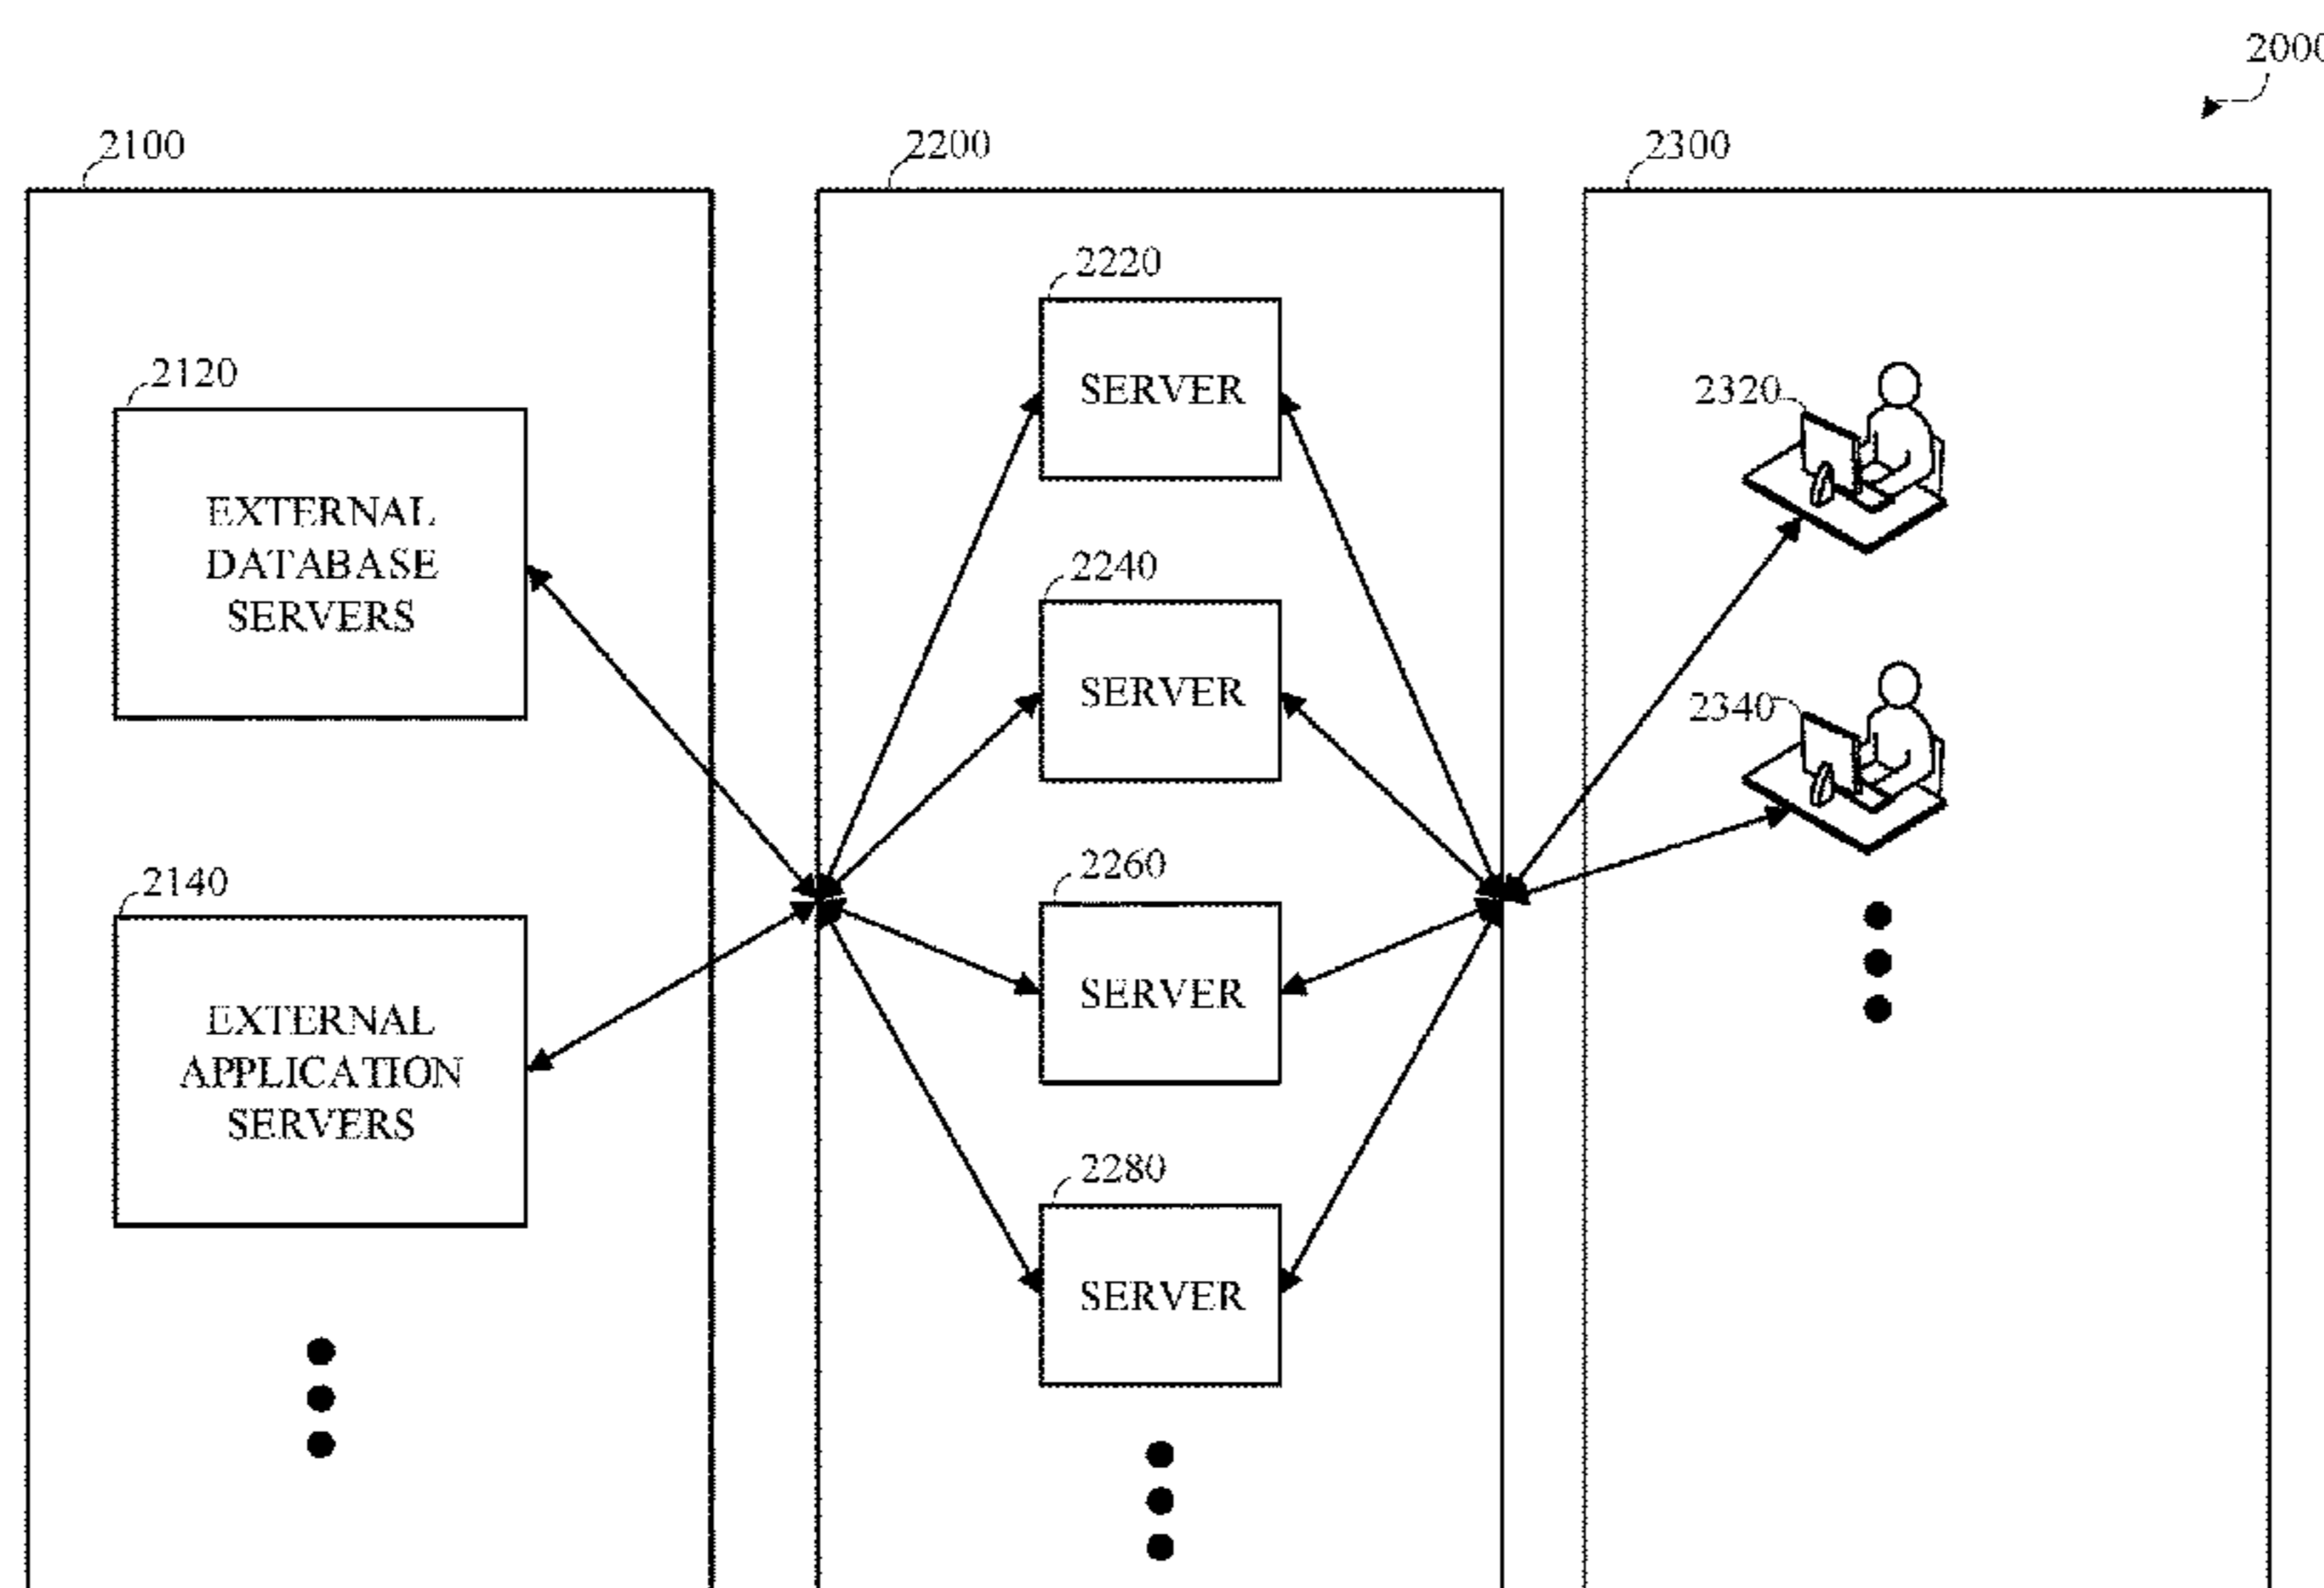 2000
2100
2200
2300
2220
2120
SERVER
2320
EXTERNAL
DATABASE
SERVERS
2240
SERVER
2340
2140
2260
EXTERNAL
APPLICATION
SERVERS
SERVER
2280
SERVER